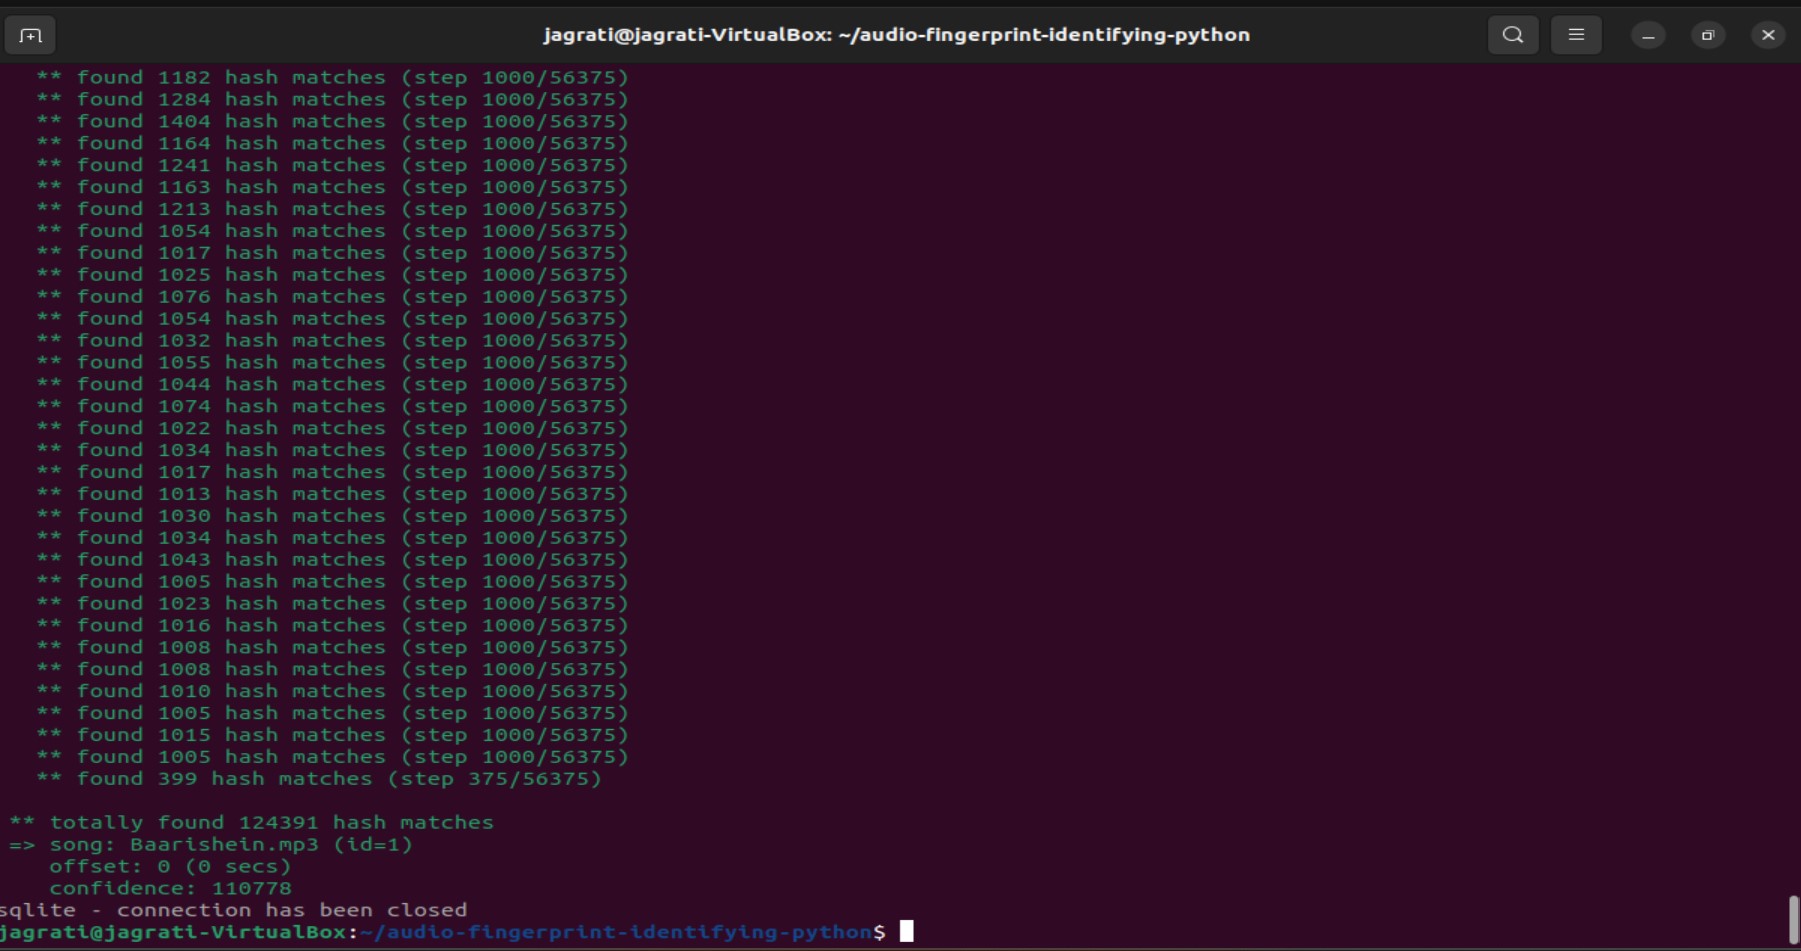 jagrati@jagrati-VirtualBox: ~/audio-fingerprint-identifying-python
** found 1182 hash matches (step 1000/56375)
** found 1284 hash matches (step 1000/56375)
** found 1404 hash matches (step 1000/56375)
** found 1164 hash matches (step 1000/56375)
** found 1241 hash matches (step 1000/56375)
** found 1163 hash matches (step 1000/56375)
** found 1213 hash matches (step 1000/56375)
** found 1054 hash matches (step 1000/56375)
** found 1017 hash matches (step 1000/56375)
** found 1025 hash matches (step 1000/56375)
** found 1076 hash matches (step 1000/56375)
** found 1054 hash matches (step 1000/56375)
** found 1032 hash matches (step 1000/56375)
** found 1055 hash matches (step 1000/56375)
** found 1044 hash matches (step 1000/56375)
** found 1074 hash matches (step 1000/56375)
** found 1022 hash matches (step 1000/56375)
** found 1034 hash matches (step 1000/56375)
** found 1017 hash matches (step 1000/56375)
** found 1013 hash matches (step 1000/56375)
** found 1030 hash matches (step 1000/56375)
** found 1034 hash matches (step 1000/56375)
** found 1043 hash matches (step 1000/56375)
** found 1005 hash matches (step 1000/56375)
** found 1023 hash matches (step 1000/56375)
** found 1016 hash matches (step 1000/56375)
** found 1008 hash matches (step 1000/56375)
** found 1008 hash matches (step 1000/56375)
** found 1010 hash matches (step 1000/56375)
** found 1005 hash matches (step 1000/56375)
** found 1015 hash matches (step 1000/56375)
** found 1005 hash matches (step 1000/56375)
** found 399 hash matches (step 375/56375)
** totally found 124391 hash matches
=> song: Baarishein.mp3 (id=1)
offset: 0 (0 secs)
confidence: 110778
sqlite - connection has been closed
jagrati@jagrati-VirtualBox:~/audio-fingerprint-identifying-python$